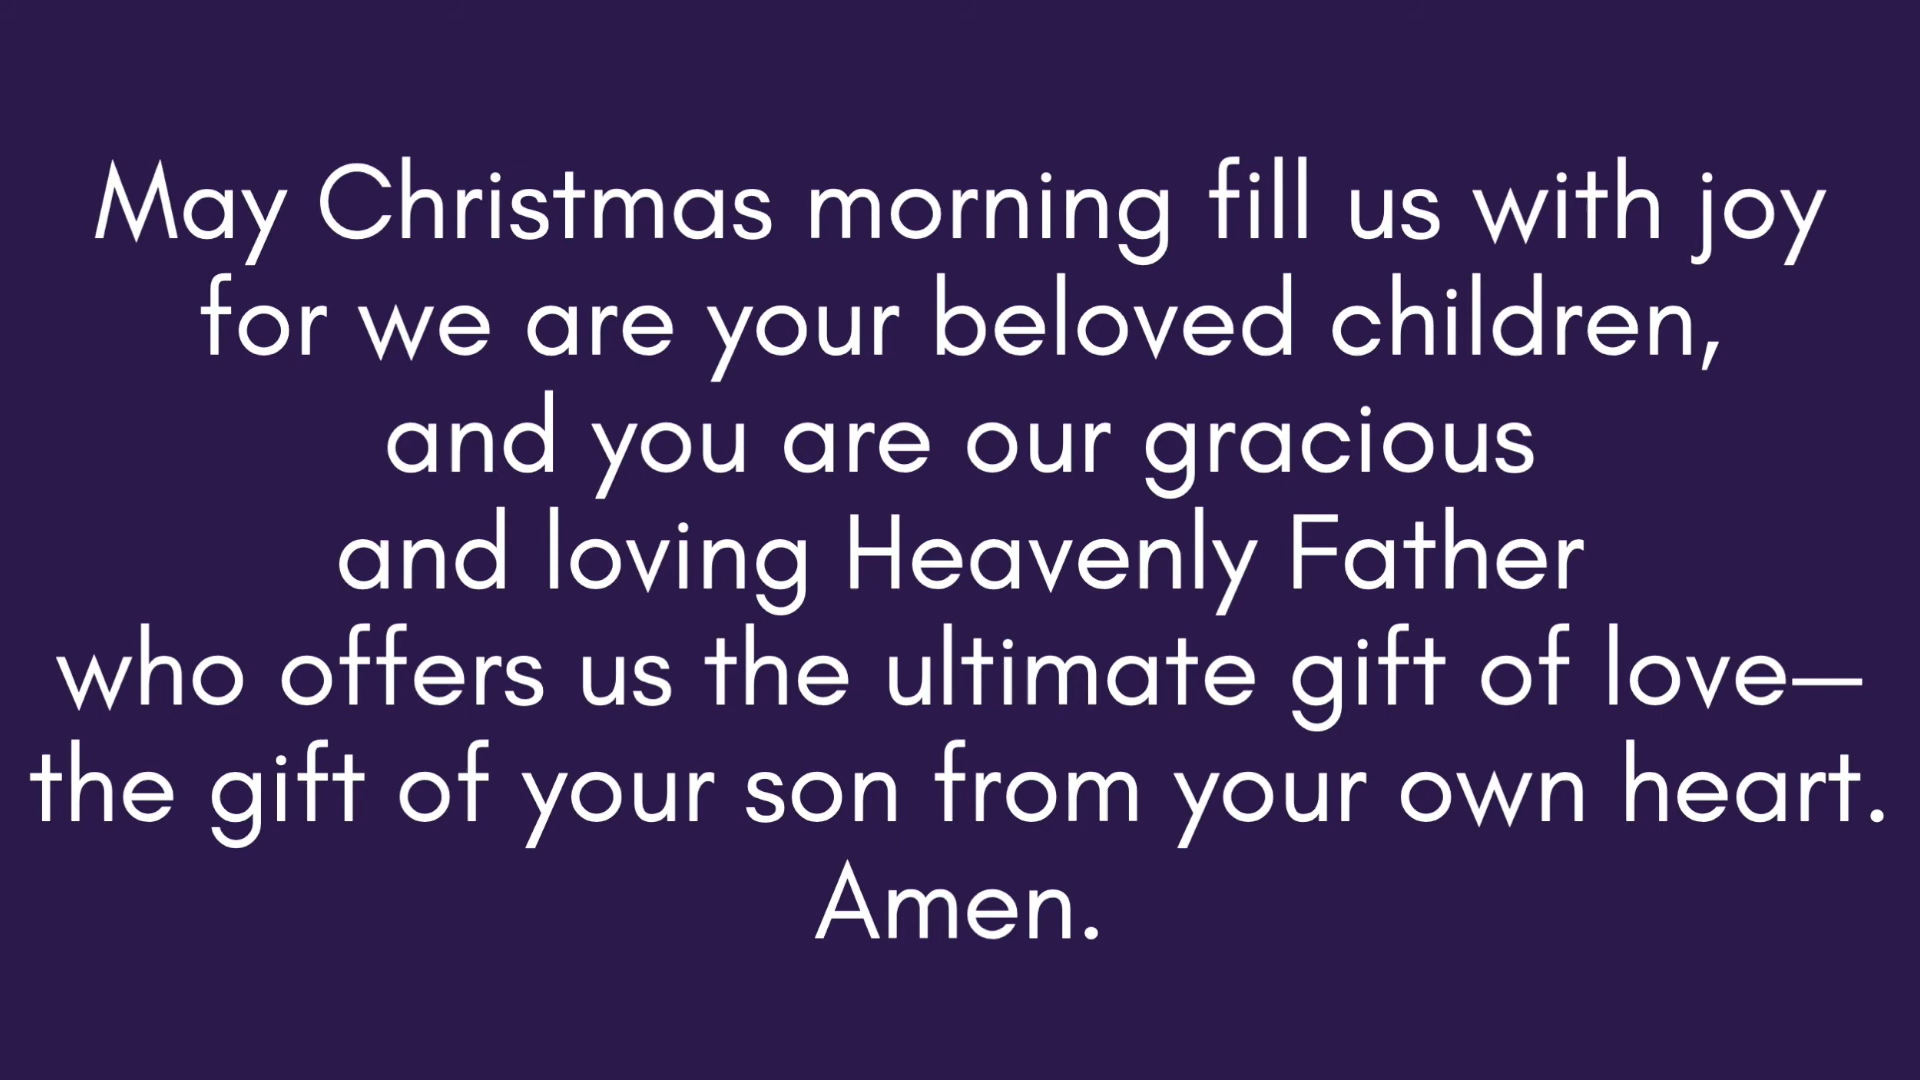 May Christmas morning fill us with joy
for we are your beloved children,
and you are our gracious
and loving Heavenly Father
who offers us the ultimate gift of love—
the gift of your son from your own heart.
Amen.